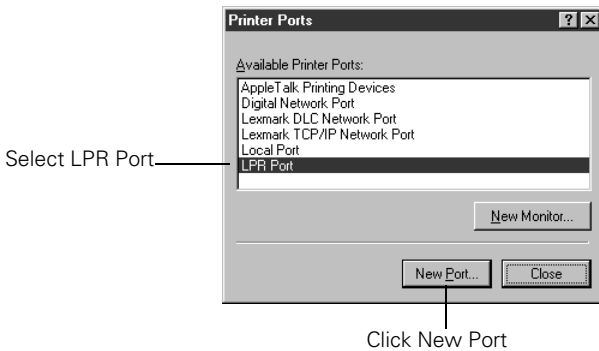 Printer Ports
Available Printer Ports:
AppleTalk Printing Devices
Digital Network Port
Lexmark DLC Network Port
Lexmark TCP/IP Network Port
Local Port
LPR Port
Select LPR Port
New Monitor...
New Port...
Close
Click New Port